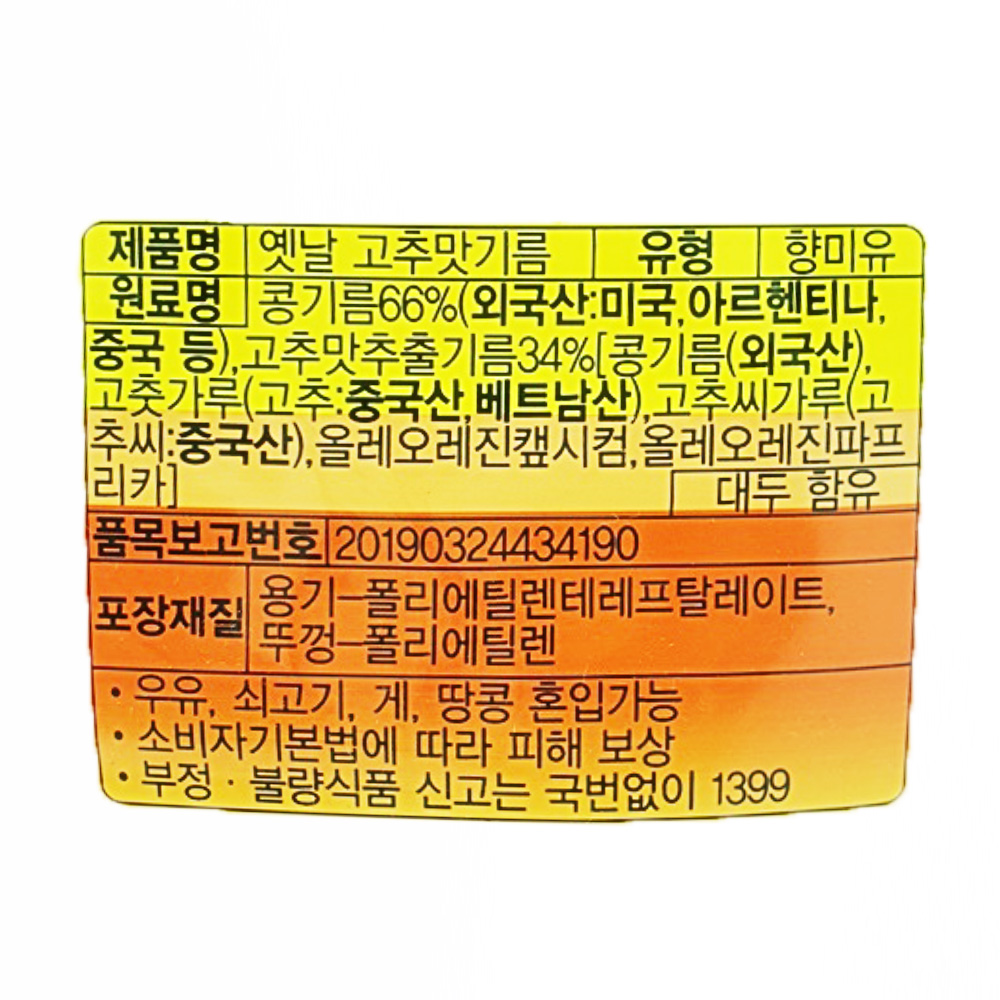 제품명 옛날 고추맛기름 유형 향미유
원료명 콩기름66%(외국산:미국,아르헨티나,
중국 등),고추맛추출기름34%[콩기름(외국산),
고춧가루(고추:중국산,베트남산),고추씨가루(고
추씨:중국산),올레오레진캪시컴,올레오레진파프
리카] 대두 함유
품목보고번호 20190324434190
포장재질 용기–폴리에틸렌테레프탈레이트,
뚜껑–폴리에틸렌
• 우유, 쇠고기, 게, 땅콩 혼입가능
• 소비자기본법에 따라 피해 보상
• 부정 · 불량식품 신고는 국번없이 1399